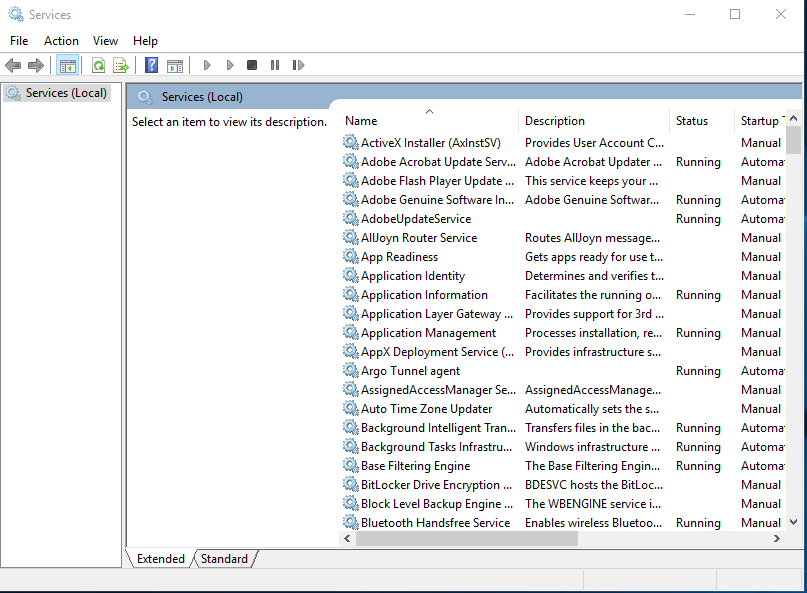 Services
File Action View Help
Services (Local)
Services (Local)
Select an item to view its description.
Name Description Status Startup T
ActiveX Installer (AxInstSV) Provides User Account C... Manual
Adobe Acrobat Update Serv... Adobe Acrobat Updater ... Running Automa
Adobe Flash Player Update ... This service keeps your ... Manual
Adobe Genuine Software In... Adobe Genuine Softwar... Running Automa
AdobeUpdateService Running Automa
AllJoyn Router Service Routes AllJoyn message... Manual
App Readiness Gets apps ready for use t... Manual
Application Identity Determines and verifies t... Manual
Application Information Facilitates the running o... Running Manual
Application Layer Gateway ... Provides support for 3rd ... Manual
Application Management Processes installation, re... Running Manual
AppX Deployment Service (... Provides infrastructure s... Manual
Argo Tunnel agent Running Automa
AssignedAccessManager Se... AssignedAccessManage... Manual
Auto Time Zone Updater Automatically sets the s... Manual
Background Intelligent Tran... Transfers files in the bac... Running Automa
Background Tasks Infrastru... Windows infrastructure ... Running Automa
Base Filtering Engine The Base Filtering Engin... Running Automa
BitLocker Drive Encryption ... BDESVC hosts the BitLoc... Manual
Block Level Backup Engine ... The WBENGINE service i... Manual
Bluetooth Handsfree Service Enables wireless Bluetoo... Running Manual
Extended Standard